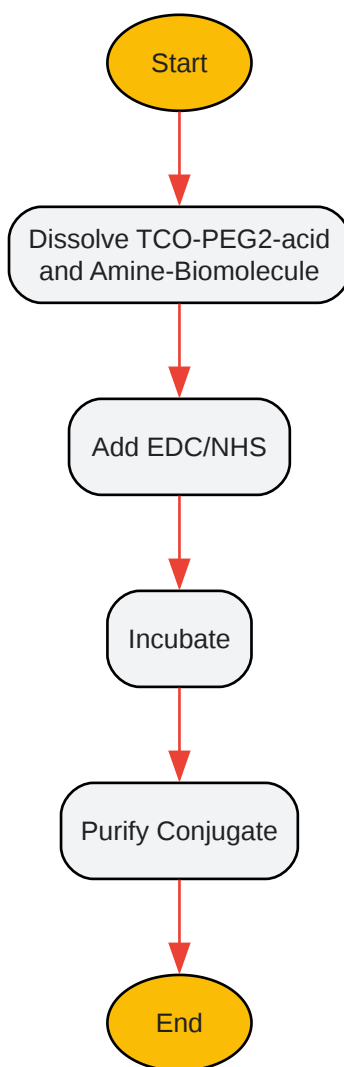 Start
Dissolve TCO-PEG2-acid
and Amine-Biomolecule
Add EDC/NHS
Incubate
Purify Conjugate
End